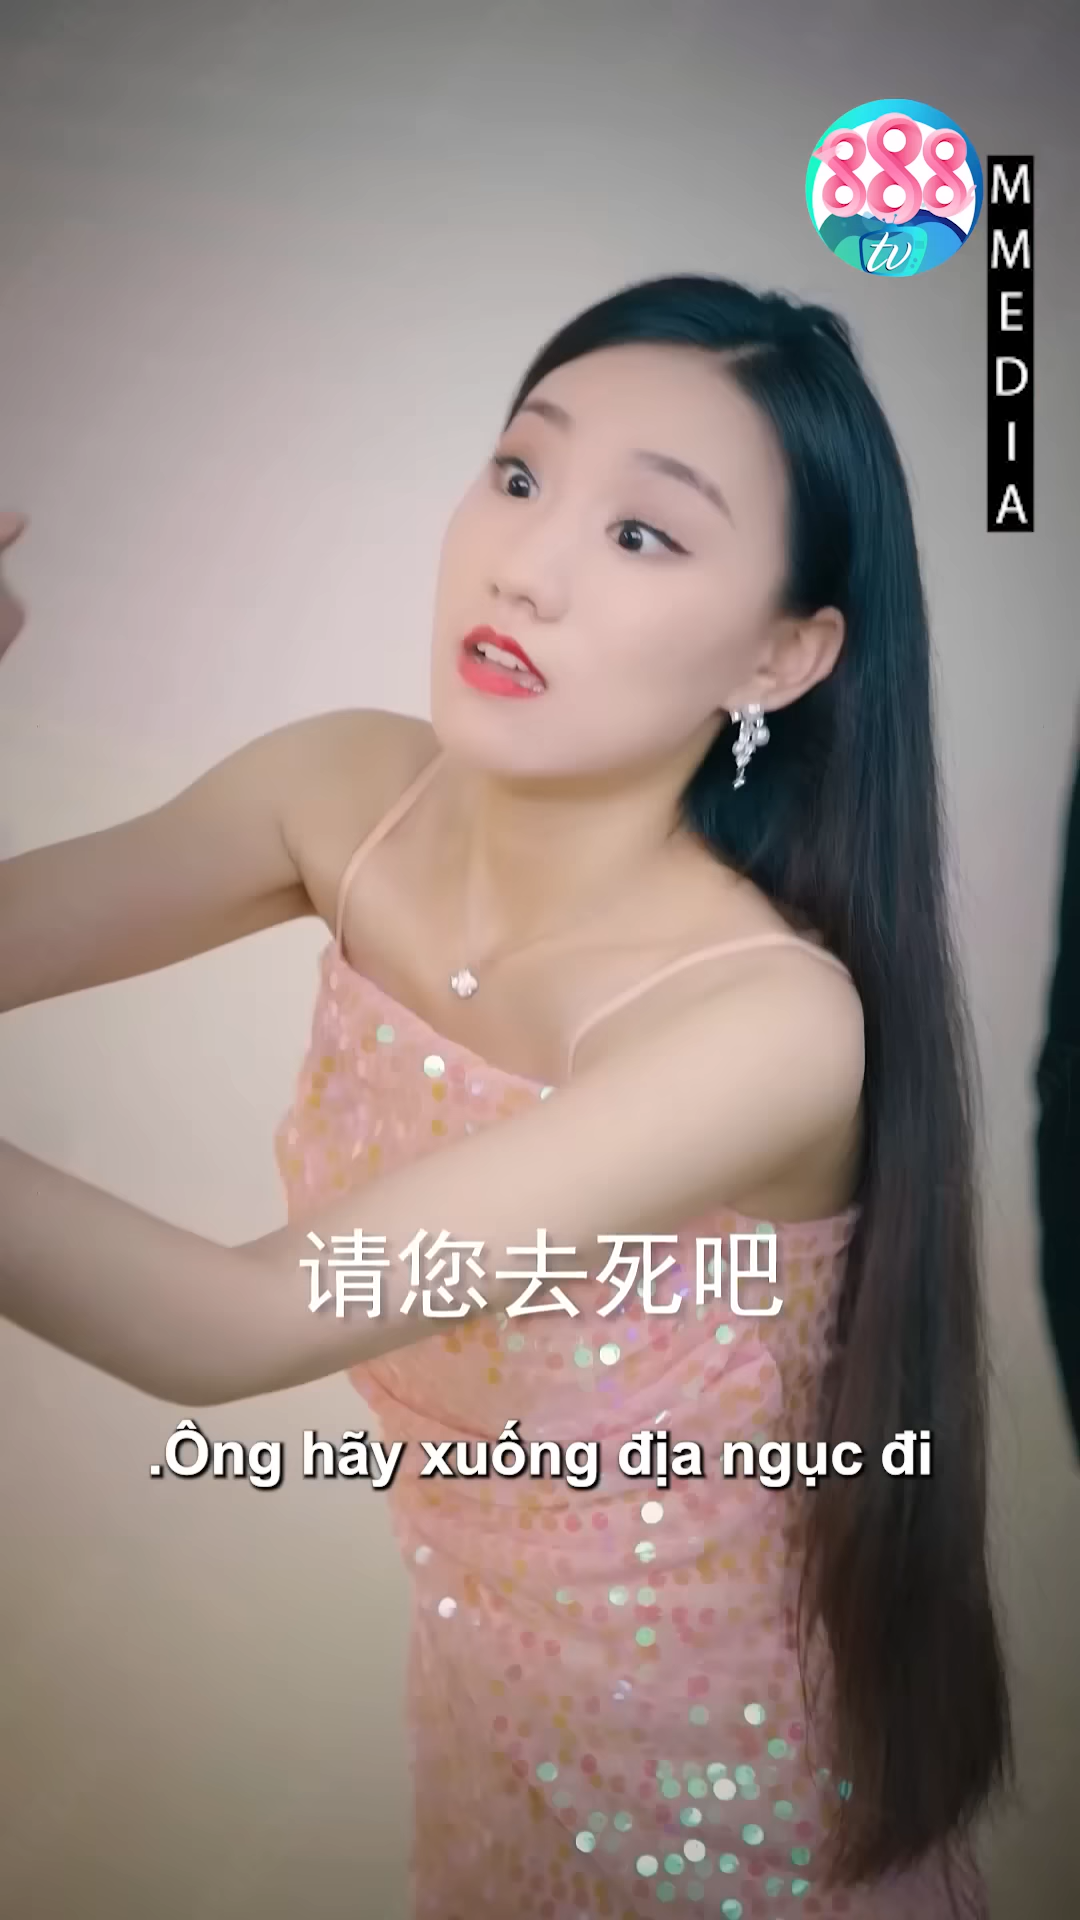 888
tv
MMEDIA
请您去死吧
.Ông hãy xuống địa ngục đi